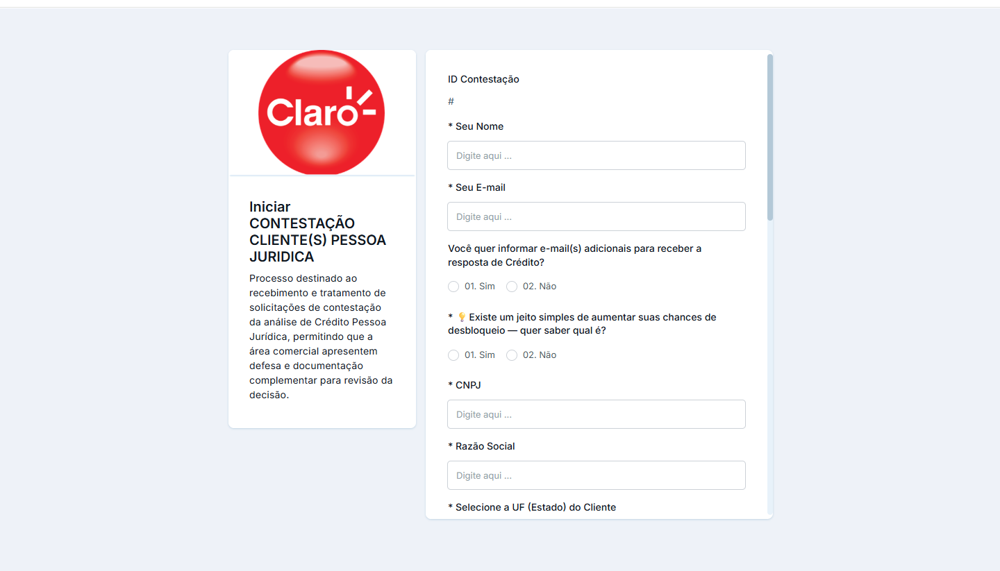 Claro
Iniciar
CONTESTAÇÃO
CLIENTE(S) PESSOA
JURIDICA
Processo destinado ao
recebimento e tratamento de
solicitações de contestação
da análise de Crédito Pessoa
Jurídica, permitindo que a
área comercial apresentem
defesa e documentação
complementar para revisão da
decisão.
ID Contestação
#
* Seu Nome
Digite aqui ...
* Seu E-mail
Digite aqui ...
Você quer informar e-mail(s) adicionais para receber a
resposta de Crédito?
01. Sim 02. Não
* 💡 Existe um jeito simples de aumentar suas chances de
desbloqueio — quer saber qual é?
01. Sim 02. Não
* CNPJ
Digite aqui ...
* Razão Social
Digite aqui ...
* Selecione a UF (Estado) do Cliente